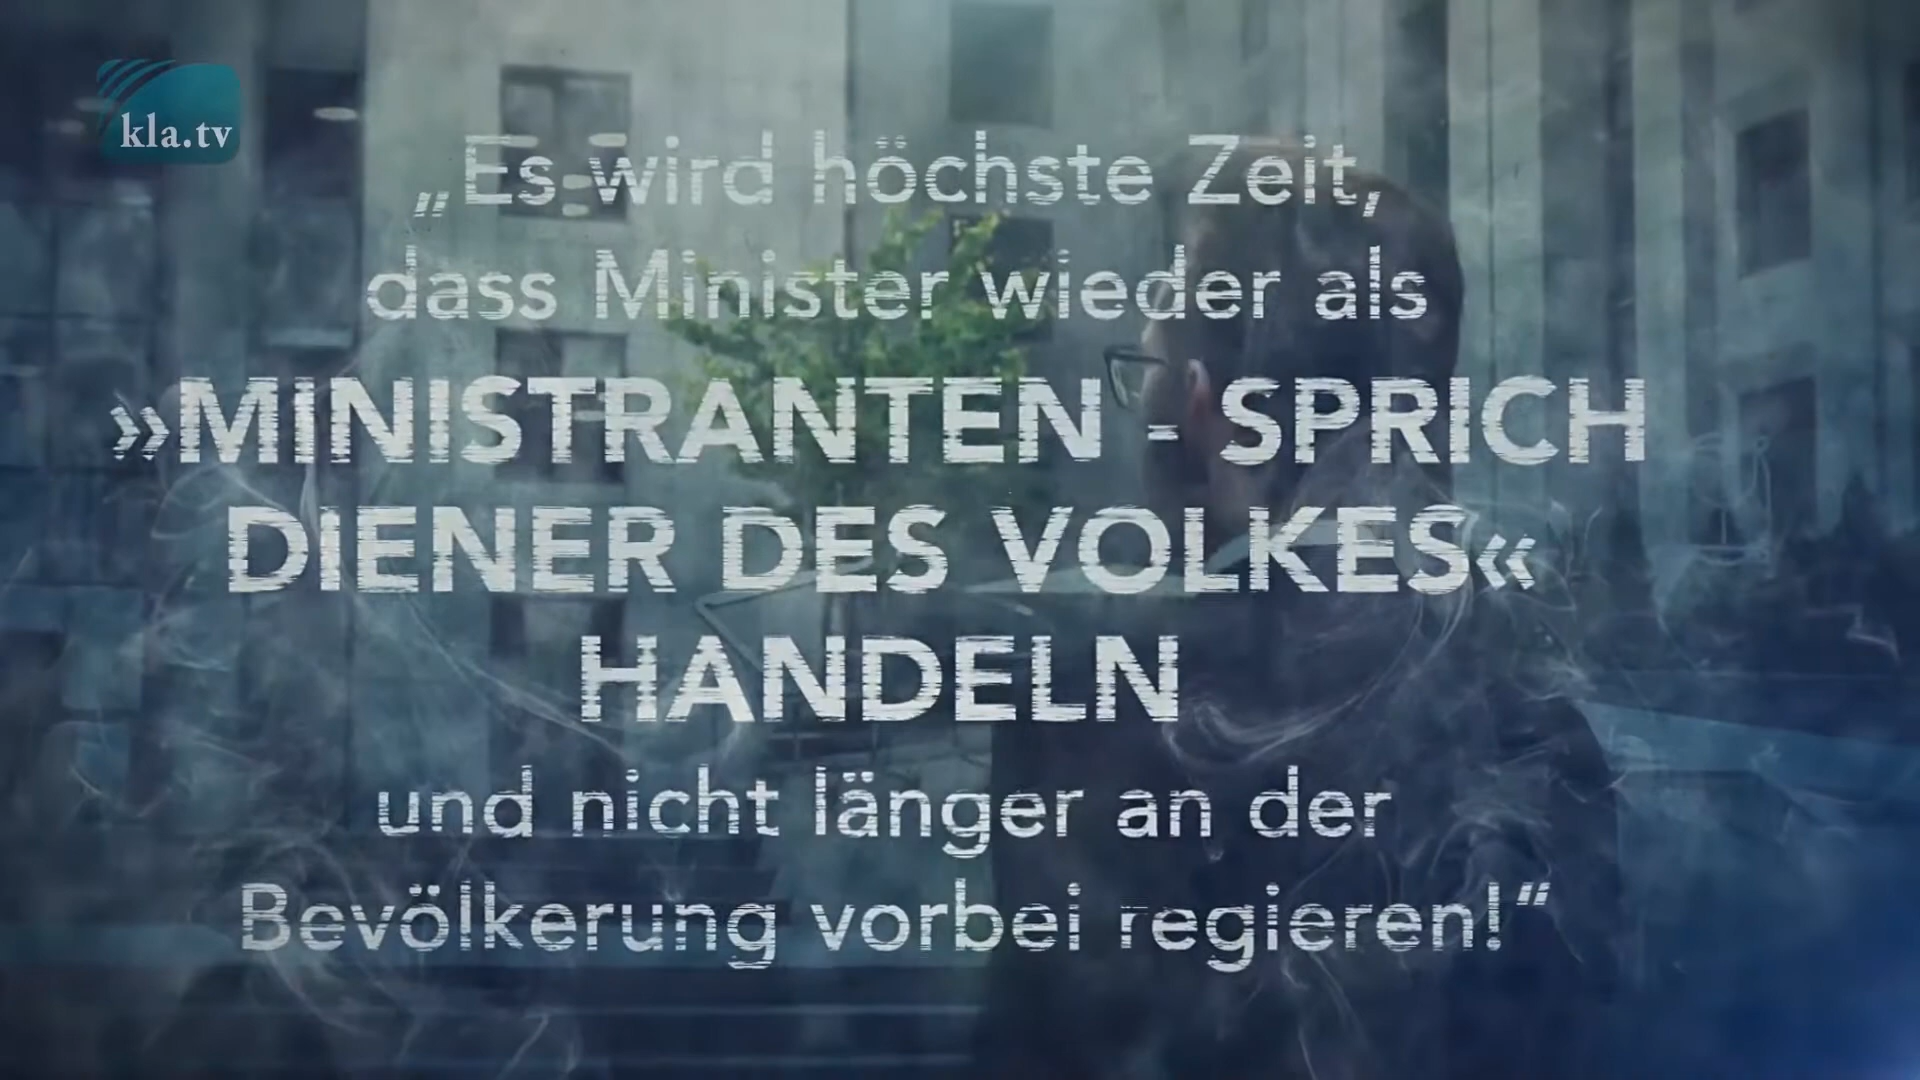 kla.tv
„Es wird höchste Zeit,
dass Minister wieder als
»MINISTRANTEN - SPRICH
DIENER DES VOLKES«
HANDELN
und nicht länger an der
Bevölkerung vorbei regieren!“